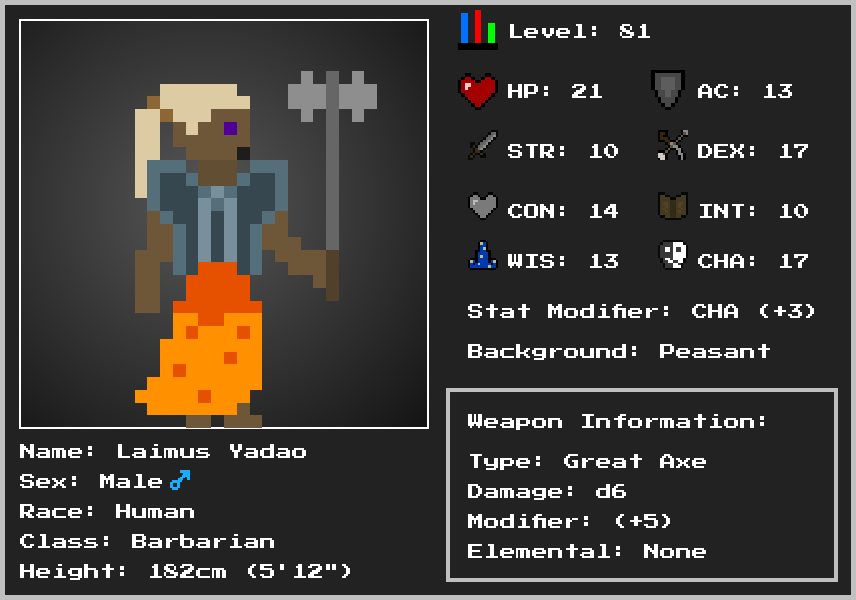 Level: 81
HP: 21
AC: 13
STR: 10
DEX: 17
CON: 14
INT: 10
WIS: 13
CHA: 17
Stat Modifier: CHA (+3)
Background: Peasant
Weapon Information:
Type: Great Axe
Damage: d6
Modifier: (+5)
Elemental: None
Name: Laimus Yadao
Sex: Male♂
Race: Human
Class: Barbarian
Height: 182cm (5'12")